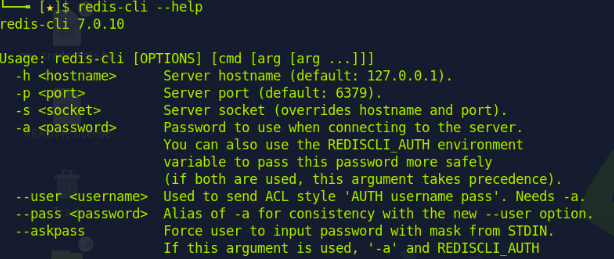 [★]$ redis-cli --help
redis-cli 7.0.10
Usage: redis-cli [OPTIONS] [cmd [arg [arg ...]]]
-h <hostname> Server hostname (default: 127.0.0.1).
-p <port> Server port (default: 6379).
-s <socket> Server socket (overrides hostname and port).
-a <password> Password to use when connecting to the server.
You can also use the REDISCLI_AUTH environment
variable to pass this password more safely
(if both are used, this argument takes precedence).
--user <username> Used to send ACL style 'AUTH username pass'. Needs -a.
--pass <password> Alias of -a for consistency with the new --user option.
--askpass Force user to input password with mask from STDIN.
If this argument is used, '-a' and REDISCLI_AUTH